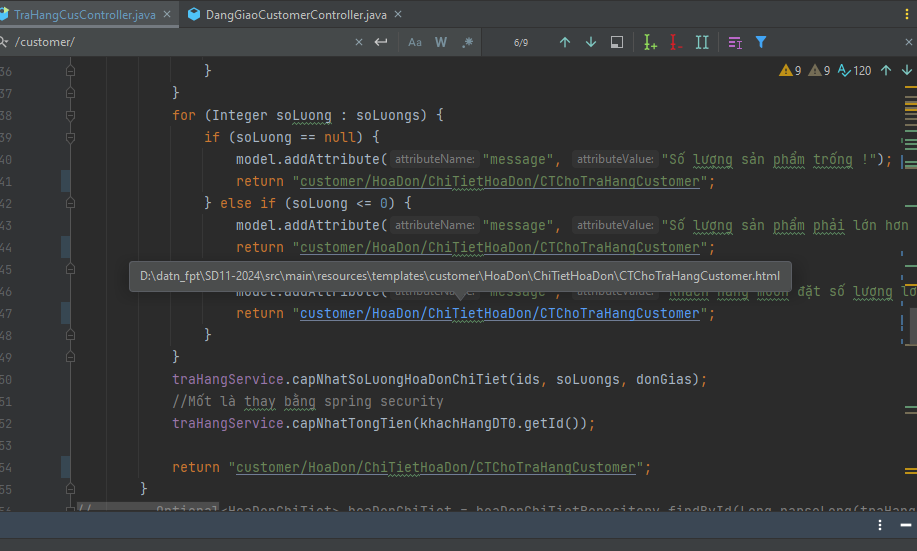 TraHangCusController.java × DangGiaoCustomerController.java ×
/customer/ × Aa W .* 6/9
36 } 9 9 120
37 }
38 for (Integer soLuong : soLuongs) {
39 if (soLuong == null) {
40 model.addAttribute( attributeName: "message", attributeValue: "Số lượng sản phẩm trống !");
41 return "customer/HoaDon/ChiTietHoaDon/CTChoTraHangCustomer";
42 } else if (soLuong <= 0) {
43 model.addAttribute( attributeName: "message", attributeValue: "Số lượng sản phẩm phải lớn hơn
44 return "customer/HoaDon/ChiTietHoaDon/CTChoTraHangCustomer";
45 D:\datn_fpt\SD11-2024\src\main\resources\templates\customer\HoaDon\ChiTietHoaDon\CTChoTraHangCustomer.html
46 model.addAttribute( attributeName: "message", attributeValue: "Khách hàng muốn đặt số lượng
47 return "customer/HoaDon/ChiTietHoaDon/CTChoTraHangCustomer";
48 }
49 }
50 traHangService.capNhatSoLuongHoaDonChiTiet(ids, soLuongs, donGias);
51 //Mốt là thay bằng spring security
52 traHangService.capNhatTongTien(khachHangDTO.getId());
53
54 return "customer/HoaDon/ChiTietHoaDon/CTChoTraHangCustomer";
55 }
56 // Optional<HoaDonChiTiet> hoaDonChiTiet = hoaDonChiTietRepository.findById(Long.parseLong(traHan